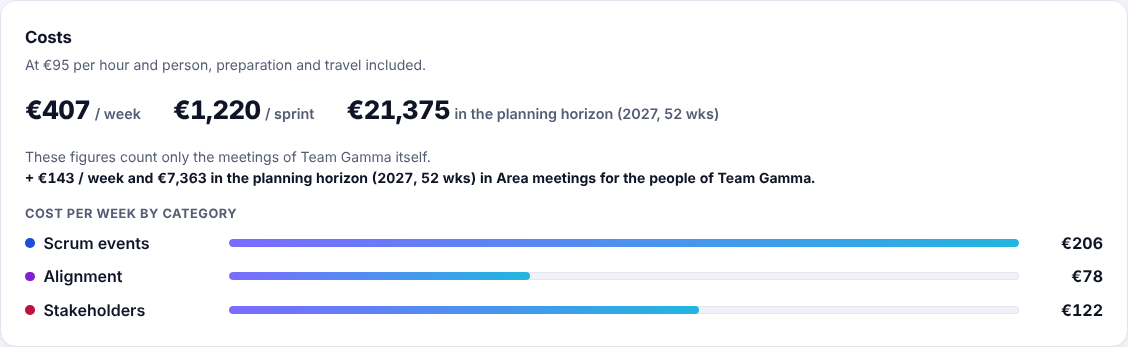 Costs
At €95 per hour and person, preparation and travel included.
€407 / week €1,220 / sprint €21,375 in the planning horizon (2027, 52 wks)
These figures count only the meetings of Team Gamma itself.
+ €143 / week and €7,363 in the planning horizon (2027, 52 wks) in Area meetings for the people of Team Gamma.
COST PER WEEK BY CATEGORY
Scrum events €206
Alignment €78
Stakeholders €122